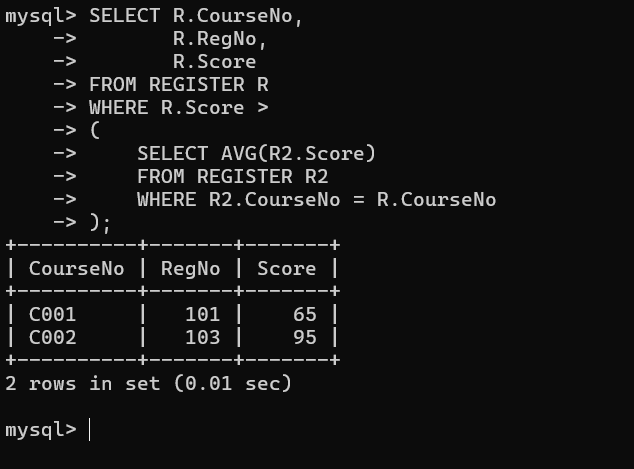 mysql> SELECT R.CourseNo,
    ->        R.RegNo,
    ->        R.Score
    -> FROM REGISTER R
    -> WHERE R.Score >
    -> (
    ->     SELECT AVG(R2.Score)
    ->     FROM REGISTER R2
    ->     WHERE R2.CourseNo = R.CourseNo
    -> );
+----------+-------+-------+
| CourseNo | RegNo | Score |
+----------+-------+-------+
| C001     |   101 |    65 |
| C002     |   103 |    95 |
+----------+-------+-------+
2 rows in set (0.01 sec)
mysql>